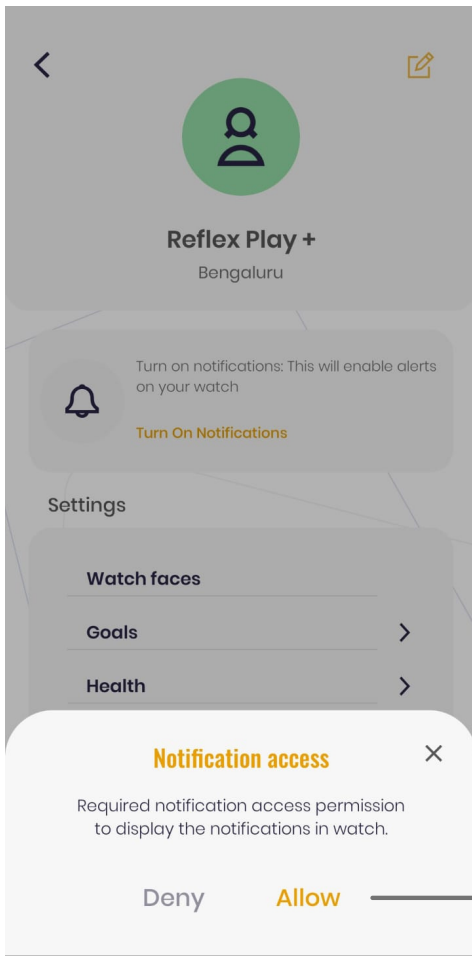 Reflex Play +
Bengaluru
Turn on notifications: This will enable alerts
on your watch
Turn On Notifications
Settings
Watch faces
Goals
Health
Notification access
Required notification access permission
to display the notifications in watch.
Deny Allow